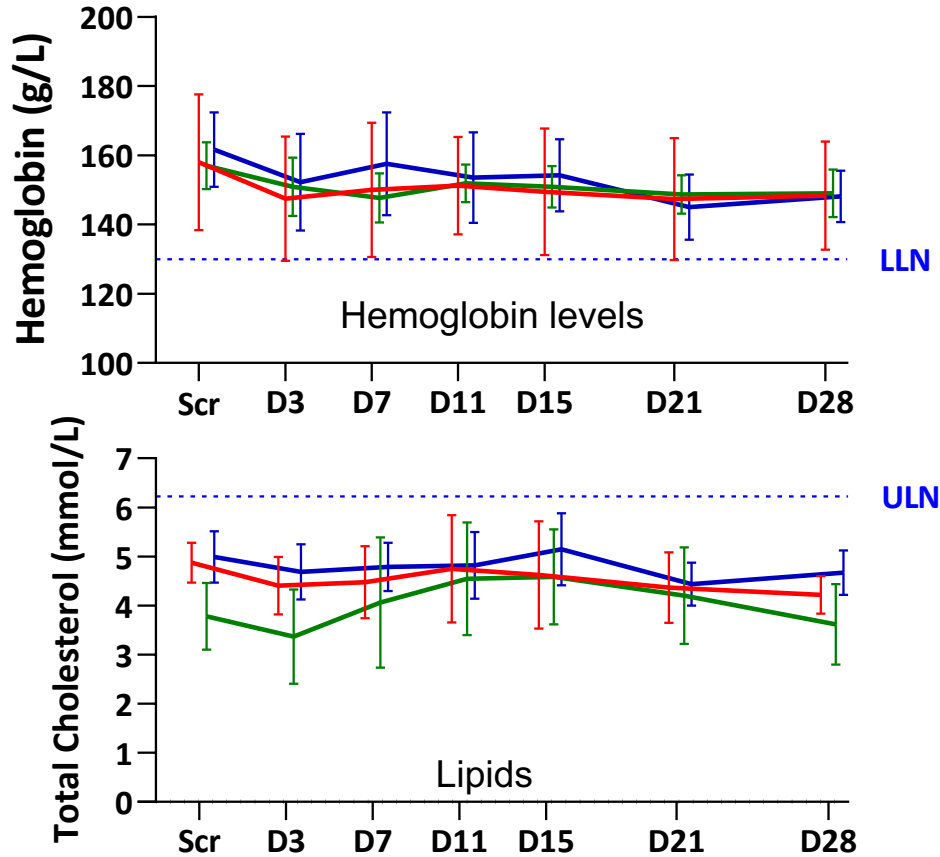 Hemoglobin (g/L)
200
180
160
140
120
100
LLN
Hemoglobin levels
Scr D3 D7 D11 D15 D21 D28
Total Cholesterol (mmol/L)
7
6
5
4
3
2
1
0
ULN
Lipids
Scr D3 D7 D11 D15 D21 D28